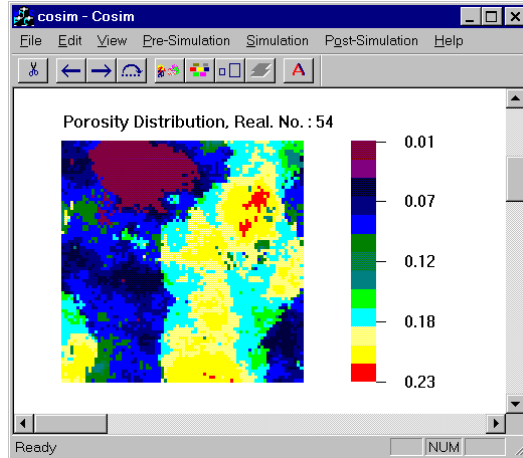 cosim - Cosim
File Edit View Pre-Simulation Simulation Post-Simulation Help
A
Porosity Distribution, Real. No. : 54
0.01
0.07
0.12
0.18
0.23
Ready NUM